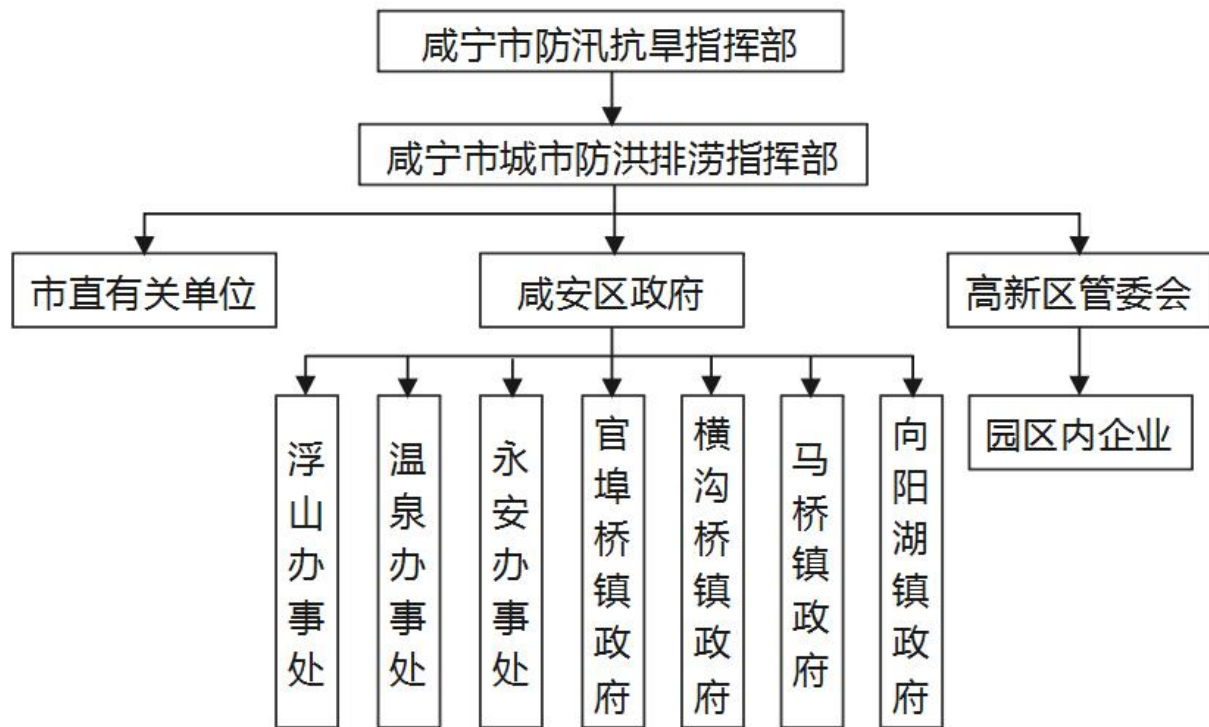 咸宁市防汛抗旱指挥部
咸宁市城市防洪排涝指挥部
市直有关单位
咸安区政府
高新区管委会
浮山办事处
温泉办事处
永安办事处
官埠桥镇政府
横沟桥镇政府
马桥镇政府
向阳湖镇政府
园区内企业